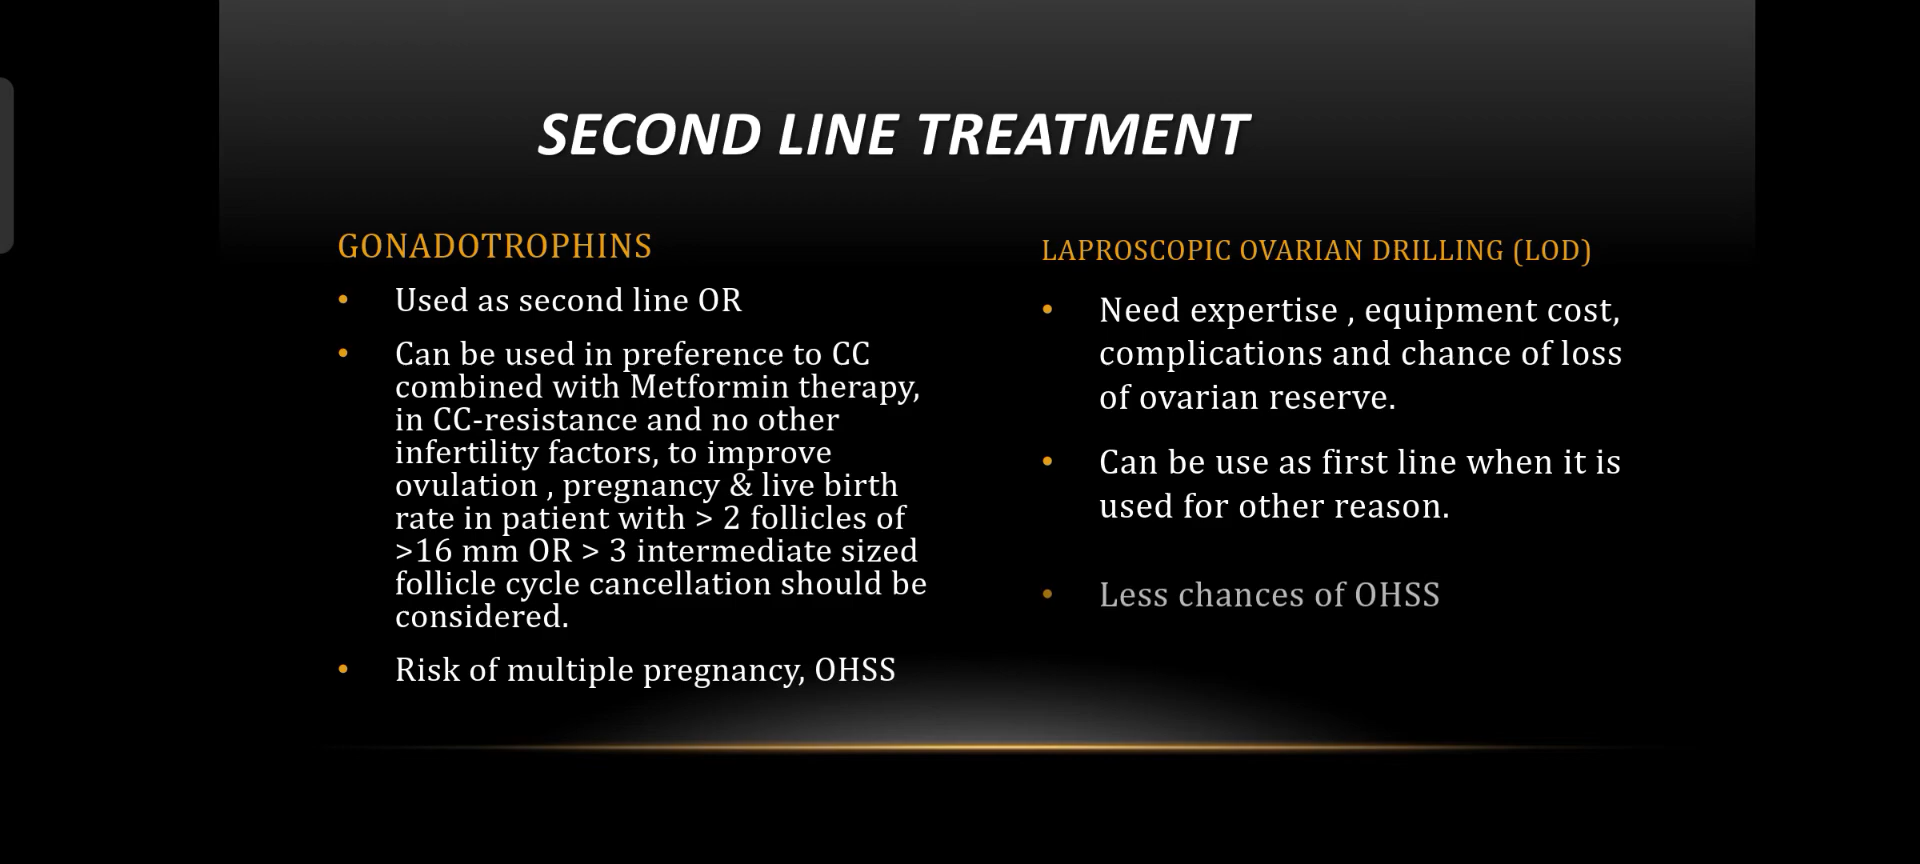 SECOND LINE TREATMENT
GONADOTROPHINS
• Used as second line OR
• Can be used in preference to CC
combined with Metformin therapy,
in CC-resistance and no other
infertility factors, to improve
ovulation , pregnancy & live birth
rate in patient with > 2 follicles of
>16 mm OR > 3 intermediate sized
follicle cycle cancellation should be
considered.
• Risk of multiple pregnancy, OHSS
LAPROSCOPIC OVARIAN DRILLING (LOD)
• Need expertise , equipment cost,
complications and chance of loss
of ovarian reserve.
• Can be use as first line when it is
used for other reason.
• Less chances of OHSS